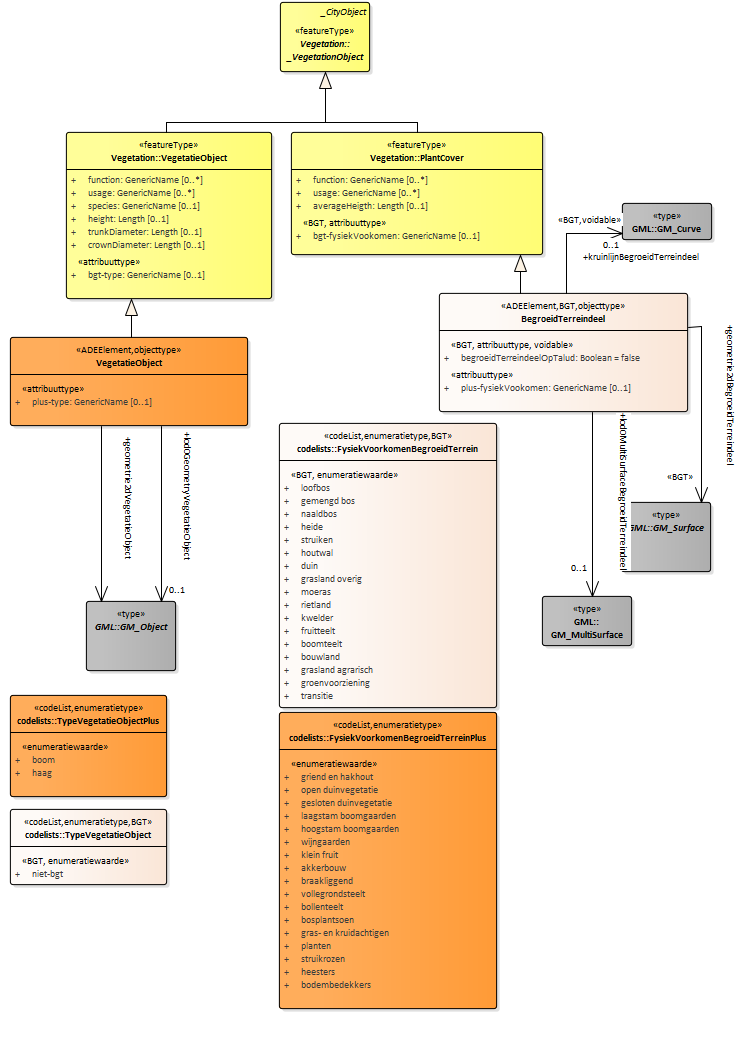 _CityObject
«featureType»
Vegetation::
_VegetationObject
«featureType»
Vegetation::VegetatieObject
+ function: GenericName [0..*]
+ usage: GenericName [0..*]
+ species: GenericName [0..1]
+ height: Length [0..1]
+ trunkDiameter: Length [0..1]
+ crownDiameter: Length [0..1]
«attribuuttype»
+ bgt-type: GenericName [0..1]
«featureType»
Vegetation::PlantCover
+ function: GenericName [0..*]
+ usage: GenericName [0..*]
+ averageHeigth: Length [0..1]
«BGT, attribuuttype»
+ bgt-fysiekVookomen: GenericName [0..1]
«BGT,voidable»
0..1
+kruinlijnBegroeidTerreindeel
«type»
GML::GM_Curve
«ADEElement,BGT,objecttype»
BegroeidTerreindeel
«BGT, attribuuttype, voidable»
+ begroeidTerreindeelOpTalud: Boolean = false
«attribuuttype»
+ plus-fysiekVookomen: GenericName [0..1]
+geometrie2dBegroeidTerreindeel
«BGT»
«type»
GML::GM_Surface
+lod0MultisurfaceBegroeidTerreindeel
0..1
«type»
GML::
GM_MultiSurface
«ADEElement,objecttype»
VegetatieObject
«attribuuttype»
+ plus-type: GenericName [0..1]
+geometrie2dVegetatieObject
+lod0GeometryVegetatieObject
0..1
«type»
GML::GM_Object
«codeList,enumeratietype,BGT»
codelists::FysiekVoorkomenBegroeidTerrein
«BGT, enumeratiewaarde»
+ loofbos
+ gemengd bos
+ naaldbos
+ heide
+ struiken
+ houtwal
+ duin
+ grasland overig
+ moeras
+ rietland
+ kwelder
+ fruitteelt
+ boomteelt
+ bouwland
+ grasland agrarisch
+ groenvoorziening
+ transitie
«codeList,enumeratietype»
codelists::TypeVegetatieObjectPlus
«enumeratiewaarde»
+ boom
+ haag
«codeList,enumeratietype,BGT»
codelists::TypeVegetatieObject
«BGT, enumeratiewaarde»
+ niet-bgt
«codeList,enumeratietype»
codelists::FysiekVoorkomenBegroeidTerreinPlus
«enumeratiewaarde»
+ griend en hakhout
+ open duinvegetatie
+ gesloten duinvegetatie
+ laagstam boomgaarden
+ hoogstam boomgaarden
+ wijngaarden
+ klein fruit
+ akkerbouw
+ braakliggend
+ vollegrondsteelt
+ bollenteelt
+ bosplantsoen
+ gras- en kruidachtigen
+ planten
+ struikrozen
+ heesters
+ bodembedekkers